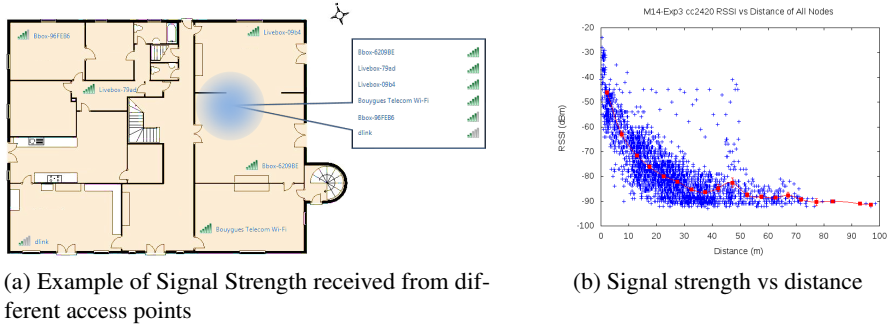 Bbox-96FEB6
Livebox-09b4
Livebox-79ad
Bbox-6209BE
Bouygues Telecom Wi-Fi
dlink
Bbox-6209BE
Livebox-79ad
Livebox-09b4
Bouygues Telecom Wi-Fi
Bbox-96FEB6
dlink
(a) Example of Signal Strength received from dif-
ferent access points
M14-Exp3 cc2420 RSSI vs Distance of All Nodes
RSSI (dBm)
-20
-30
-40
-50
-60
-70
-80
-90
-100
0 10 20 30 40 50 60 70 80 90 100
Distance (m)
(b) Signal strength vs distance